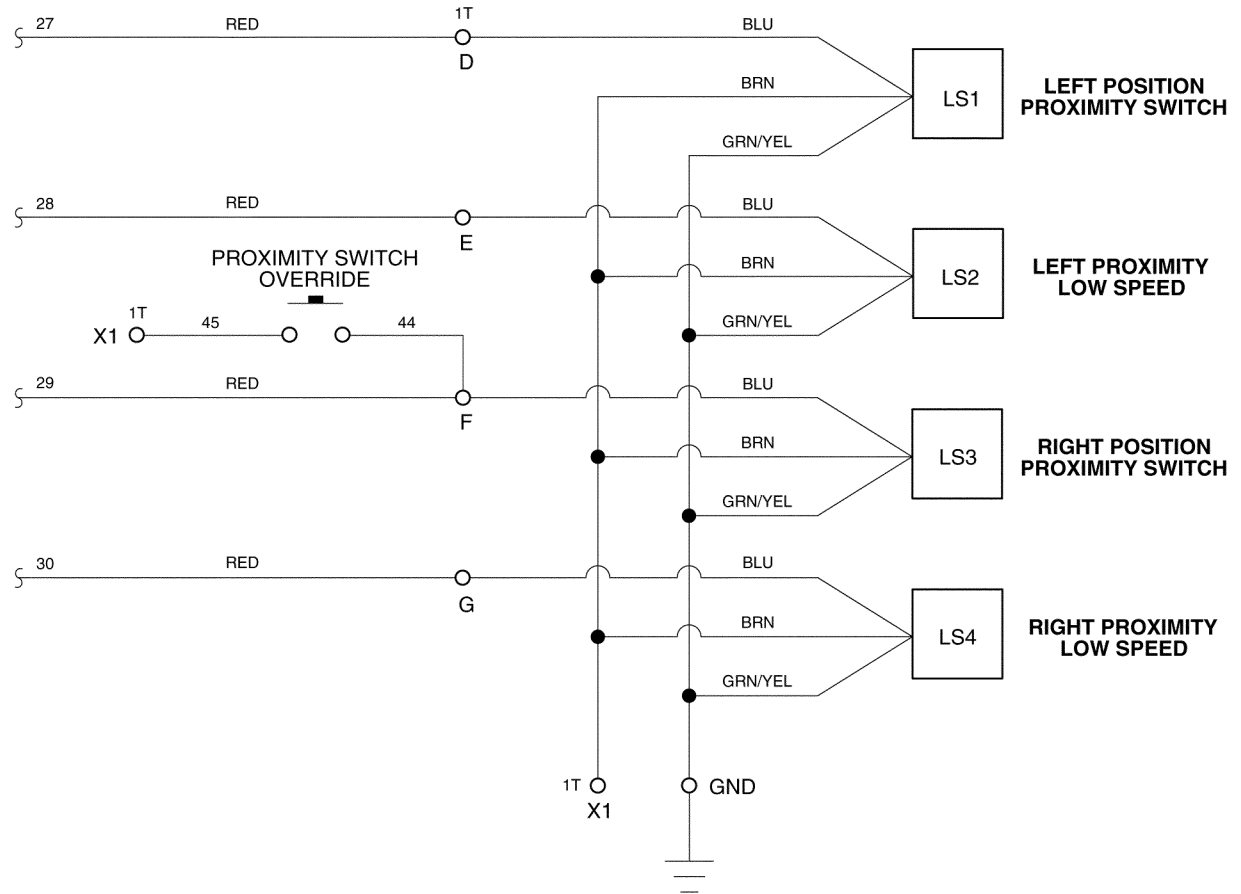 27 RED 1T D BLU
BRN
GRN/YEL
LS1
LEFT POSITION
PROXIMITY SWITCH
28 RED E BLU
BRN
GRN/YEL
LS2
LEFT PROXIMITY
LOW SPEED
PROXIMITY SWITCH
OVERRIDE
X1 1T 45 44
29 RED F BLU
BRN
GRN/YEL
LS3
RIGHT POSITION
PROXIMITY SWITCH
30 RED G BLU
BRN
GRN/YEL
LS4
RIGHT PROXIMITY
LOW SPEED
1T
X1
GND